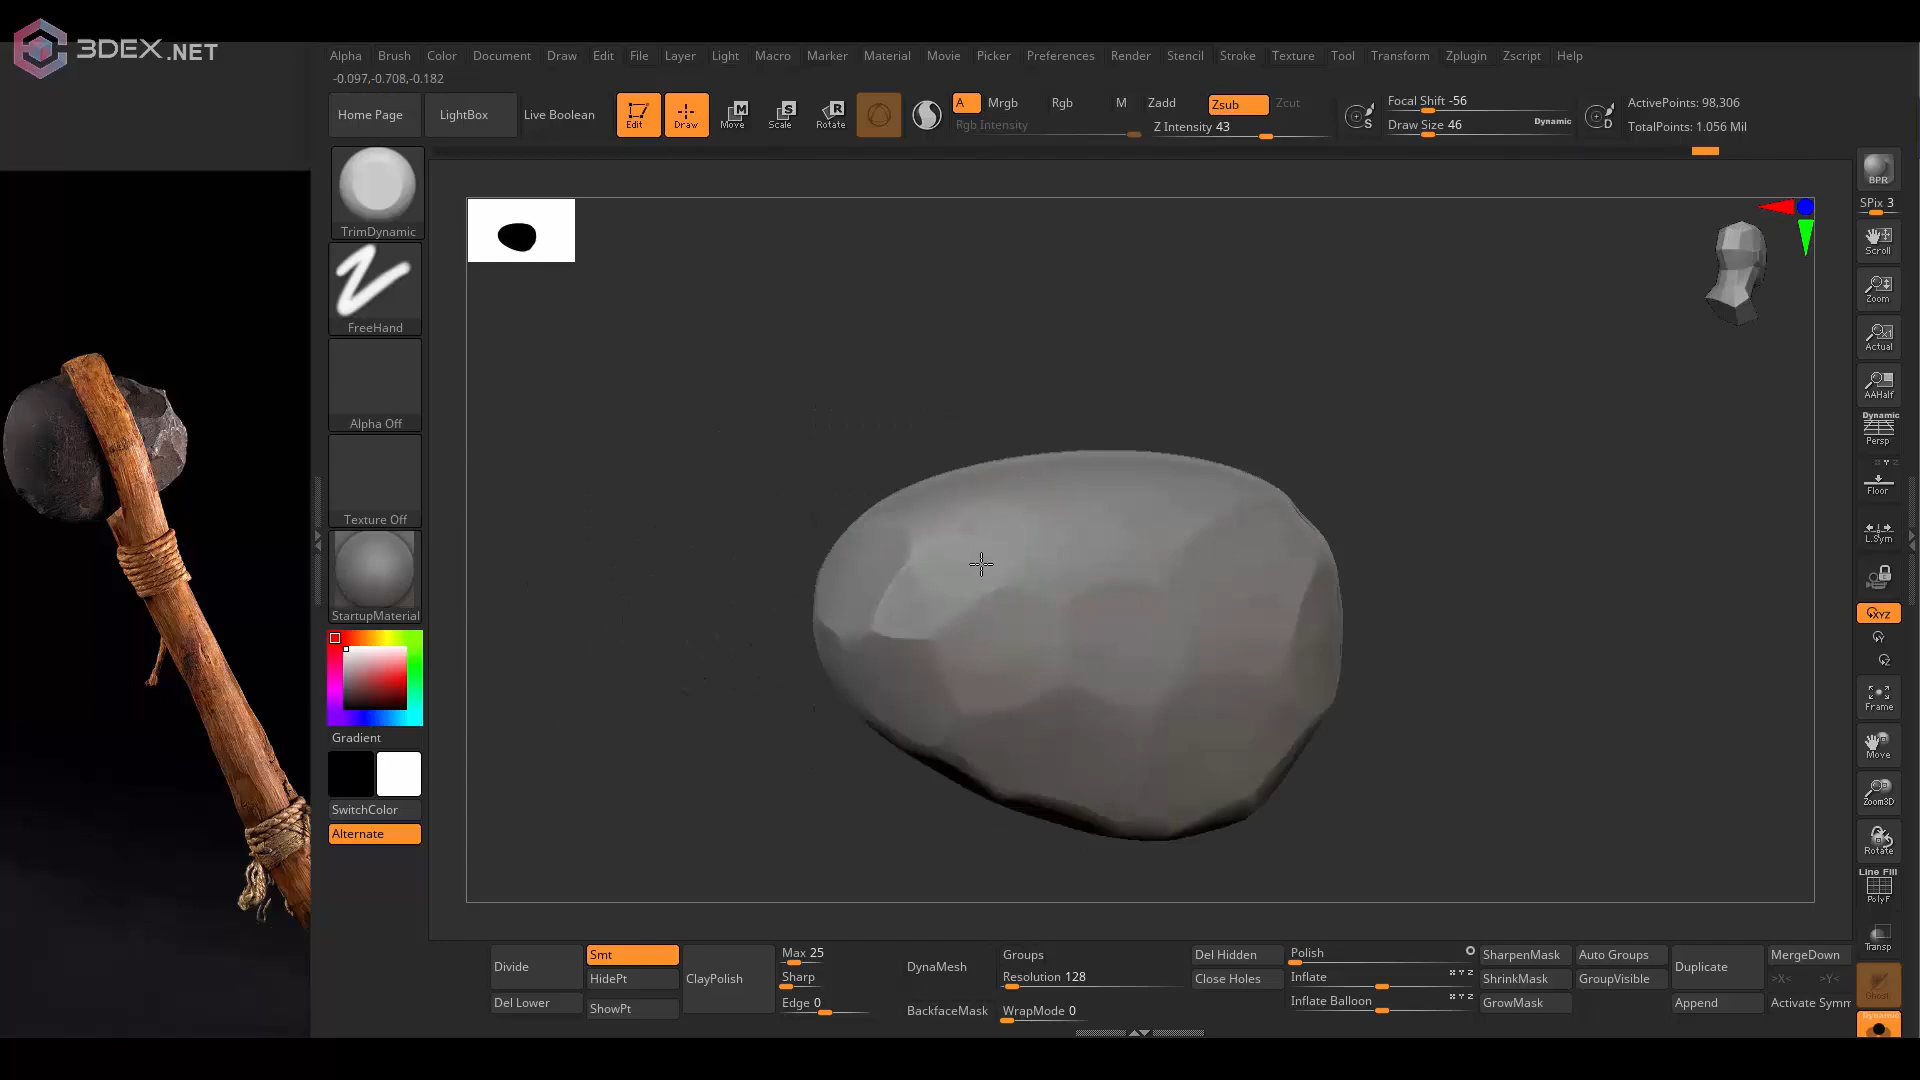 3DEX.NET
Alpha Brush Color Document Draw Edit File Layer Light Macro Marker Material Movie Picker Preferences Render Stencil Stroke Texture Tool Transform Zplugin Zscript Help
-0.097,-0.708,-0.182
Home Page LightBox Live Boolean Edit Draw Move Scale Rotate
A Mrgb Rgb M Zadd Zsub Zcut
Rgb Intensity Z Intensity 43
Focal Shift -56
Draw Size 46 Dynamic
ActivePoints: 98,306
TotalPoints: 1.056 Mil
S
D
TrimDynamic
FreeHand
Alpha Off
Texture Off
StartupMaterial
Gradient
SwitchColor
Alternate
BPR
SPix 3
Scroll
Zoom
Actual
AAHalf
Dynamic
Persp
Floor
L.Sym
XYZ
Y
Z
Frame
Move
Zoom3D
Rotate
Line Fill
PolyF
Transp
Ghost
Dynamic
Divide
Del Lower
Smt
HidePt
ShowPt
ClayPolish
Max 25
Sharp
Edge 0
DynaMesh
BackfaceMask
Groups
Resolution 128
WrapMode 0
Del Hidden
Close Holes
Polish
Inflate
Inflate Balloon
SharpenMask
ShrinkMask
GrowMask
Auto Groups
GroupVisible
Duplicate
Append
MergeDown
>X< >Y<
Activate Symm